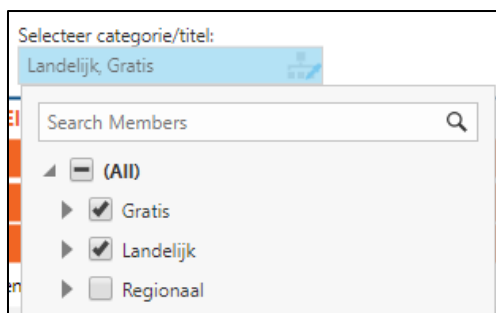 Selecteer categorie/titel:
Landelijk, Gratis
Search Members
(All)
Gratis
Landelijk
Regionaal